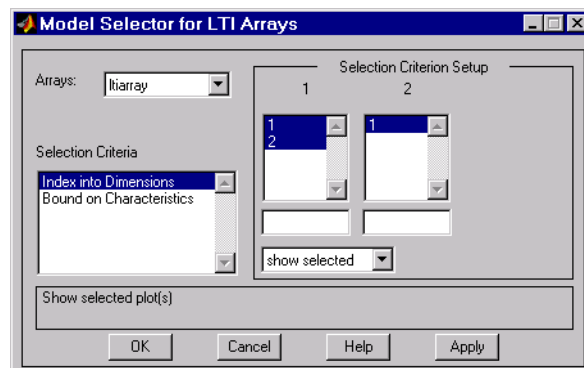 Model Selector for LTI Arrays
Arrays:
ltiarray
Selection Criteria
Index into Dimensions
Bound on Characteristics
Selection Criterion Setup
1 2
1 1
2
show selected
Show selected plot(s)
OK Cancel Help Apply